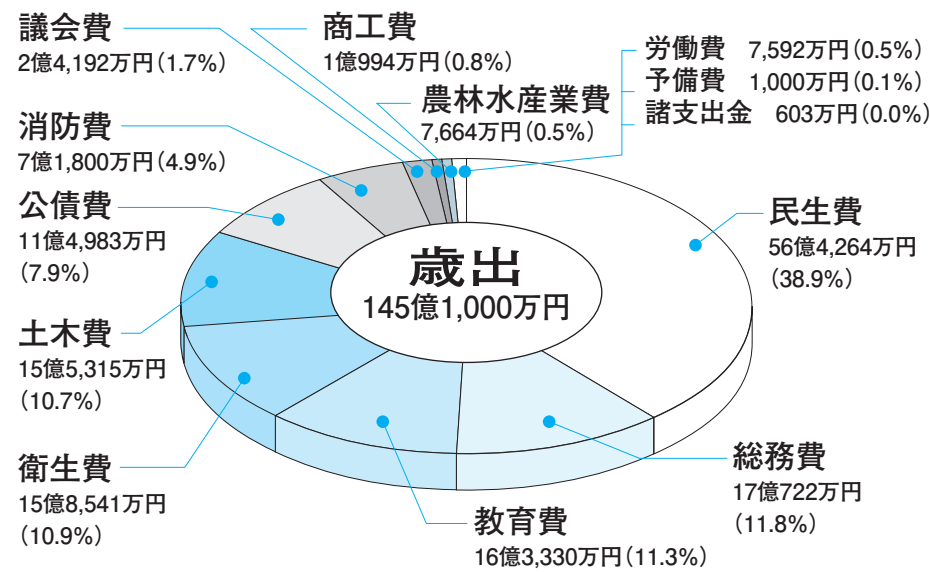 議会費
2億4,192万円(1.7%)
商工費
1億994万円(0.8%)
労働費 7,592万円(0.5%)
予備費 1,000万円(0.1%)
諸支出金 603万円(0.0%)
農林水産業費
7,664万円(0.5%)
消防費
7億1,800万円(4.9%)
公債費
11億4,983万円
(7.9%)
民生費
56億4,264万円
(38.9%)
歳出
145億1,000万円
土木費
15億5,315万円
(10.7%)
衛生費
15億8,541万円
(10.9%)
総務費
17億722万円
(11.8%)
教育費
16億3,330万円(11.3%)